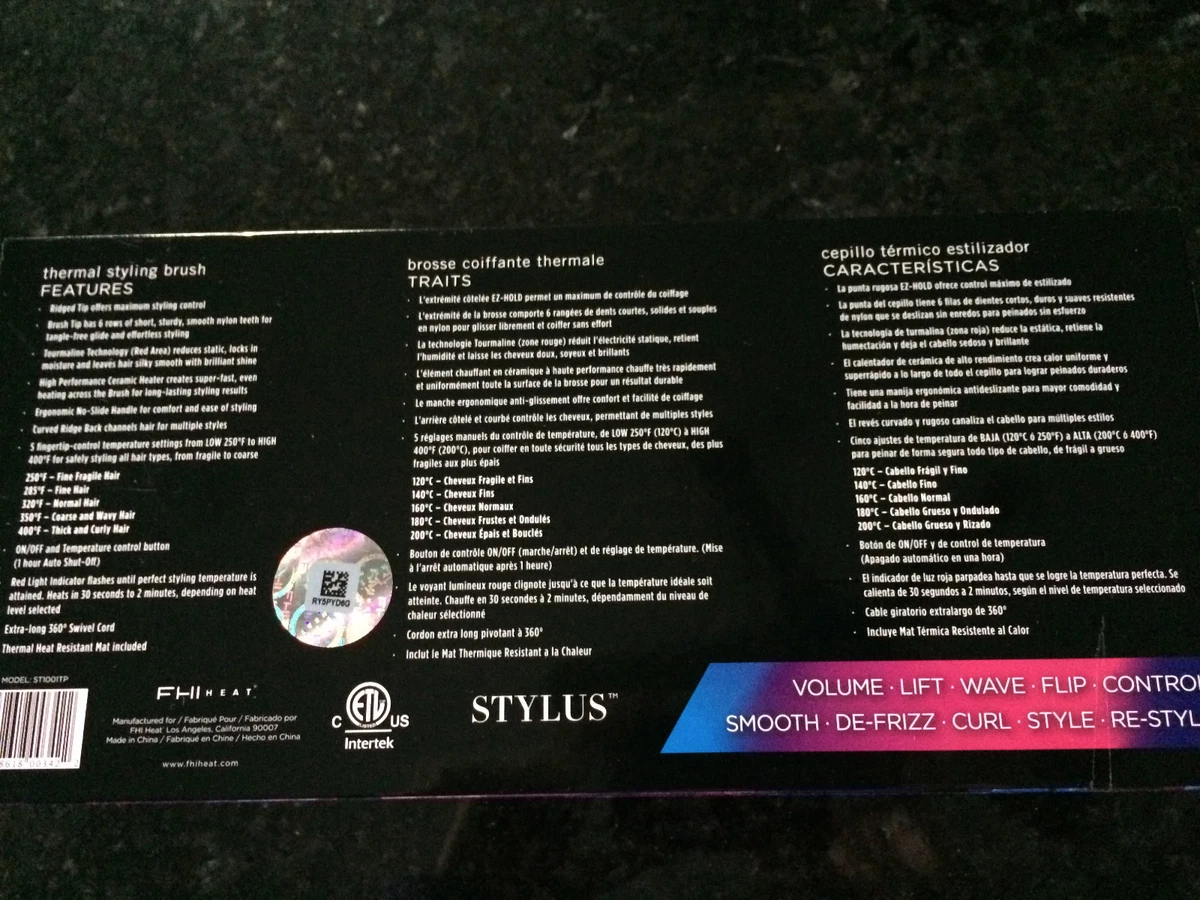 thermal styling brush
FEATURES
· Ridged Tip offers maximum styling control
· Brush Tip has 6 rows of short, sturdy, smooth nylon teeth for
tangle-free glide and effortless styling
· Tourmaline Technology (Red Area) reduces static, locks in
moisture and leaves hair silky smooth with brilliant shine
· High Performance Ceramic Heater creates super-fast, even
heating across the Brush for long-lasting styling results
· Ergonomic No-Slide Handle for comfort and ease of styling
· Curved Ridge Back channels hair for multiple styles
· 5 fingertip-control temperature settings from LOW 250°F to HIGH
400°F for safely styling all hair types, from fragile to coarse
250°F – Fine Fragile Hair
285°F – Fine Hair
320°F – Normal Hair
350°F – Coarse and Wavy Hair
400°F – Thick and Curly Hair
· ON/OFF and Temperature control button
(1 hour Auto Shut-Off)
Red Light Indicator flashes until perfect styling temperature is
attained. Heats in 30 seconds to 2 minutes, depending on heat
level selected
Extra-long 360° Swivel Cord
Thermal Heat Resistant Mat included
brosse coiffante thermale
TRAITS
· L'extrémité côtelée EZ-HOLD permet un maximum de contrôle du coiffage
· L'extrémité de la brosse comporte 6 rangées de dents courtes, solides et souples
en nylon pour glisser librement et coiffer sans effort
· La technologie Tourmaline (zone rouge) réduit l'électricité statique, retient
l'humidité et laisse les cheveux doux, soyeux et brillants
· L'élément chauffant en céramique à haute performance chauffe très rapidement
et uniformément toute la surface de la brosse pour un résultat durable
· Le manche ergonomique anti-glissement offre confort et facilité de coiffage
· L'arrière côtelé et courbé contrôle les cheveux, permettant de multiples styles
· 5 réglages manuels du contrôle de température, de LOW 250°F (120°C) à HIGH
400°F (200°C), pour coiffer en toute sécurité tous les types de cheveux, des plus
fragiles aux plus épais
120°C – Cheveux Fragile et Fins
140°C – Cheveux Fins
160°C – Cheveux Normaux
180°C – Cheveux Frustes et Ondulés
200°C – Cheveux Épais et Bouclés
· Bouton de contrôle ON/OFF (marche/arrêt) et de réglage de température. (Mise
à l'arrêt automatique après 1 heure)
· Le voyant lumineux rouge clignote jusqu'à ce que la température idéale soit
atteinte. Chauffe en 30 secondes à 2 minutes, dépendamment du niveau de
chaleur sélectionné
· Cordon extra long pivotant à 360°
· Inclut le Mat Thermique Resistant a la Chaleur
cepillo térmico estilizador
CARACTERÍSTICAS
· La punta rugosa EZ-HOLD ofrece control máximo de estilizado
· La punta del cepillo tiene 6 filas de dientes cortos, duros y suaves resistentes
de nylon que se deslizan sin enredos para peinados sin esfuerzo
· La tecnología de turmalina (zona roja) reduce la estática, retiene la
humectación y deja el cabello sedoso y brillante
· El calentador de cerámica de alto rendimiento crea calor uniforme y
superrápido a lo largo de todo el cepillo para lograr peinados duraderos
· Tiene una manija ergonómica antideslizante para mayor comodidad y
facilidad a la hora de peinar
· El revés curvado y rugoso canaliza el cabello para múltiples estilos
· Cinco ajustes de temperatura de BAJA (120°C ó 250°F) a ALTA (200°C ó 400°F)
para peinar de forma segura todo tipo de cabello, de frágil a grueso
120°C – Cabello Frágil y Fino
140°C – Cabello Fino
160°C – Cabello Normal
180°C – Cabello Grueso y Ondulado
200°C – Cabello Grueso y Rizado
· Botón de ON/OFF y de control de temperatura
(Apagado automático en una hora)
· El indicador de luz roja parpadea hasta que se logre la temperatura perfecta. Se
calienta de 30 segundos a 2 minutos, según el nivel de temperatura seleccionado
· Cable giratorio extralargo de 360°
· Incluye Mat Térmica Resistente al Calor
RY5PYD6G
MODEL: ST1001TP
FHI HEAT
Manufactured for / Fabriqué Pour / Fabricado por
FHI Heat Los Angeles, California 90007
Made in China / Fabriqué en Chine / Hecho en China
www.fhiheat.com
C ETL US
LISTED
Intertek
STYLUS™
VOLUME · LIFT · WAVE · FLIP · CONTROL
SMOOTH · DE-FRIZZ · CURL · STYLE · RE-STYL